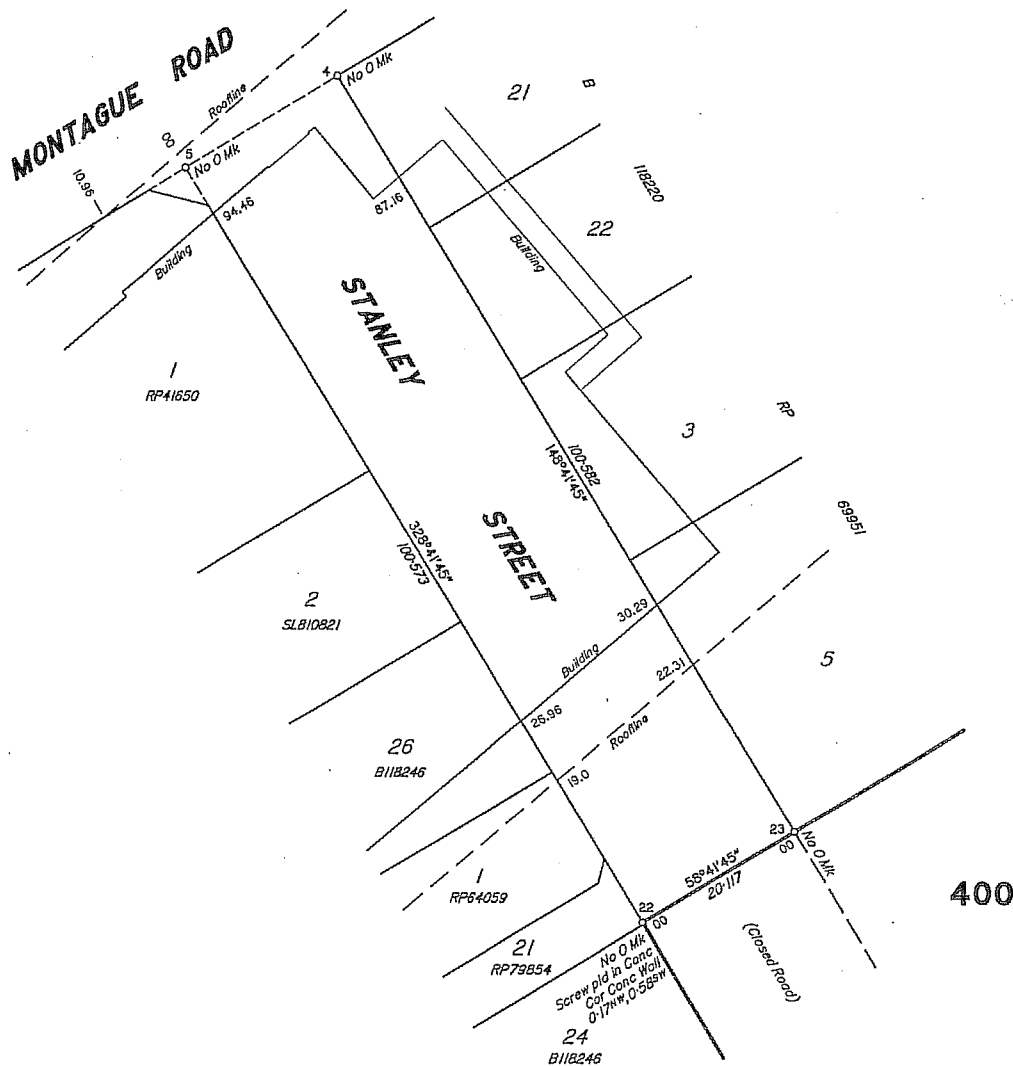 MONTAGUE ROAD
Roofline
4
No O Mk
21
B
00
5
No O Mk
10.96
118220
94.46
87.16
22
Building
Building
STANLEY
1
RP41650
3
RP
100·582
148°41'45"
69951
328°41'45"
100·573
STREET
2
SL810821
30.29
5
Building
22.31
26.96
Roofline
26
B118246
19.0
23
00
No O Mk
58°41'45"
20·117
1
RP64059
400
22
00
21
RP79854
(Closed Road)
No O Mk
Screw pld in Conc
Cor Conc Wall
0·17NW,0·58SW
24
B118246